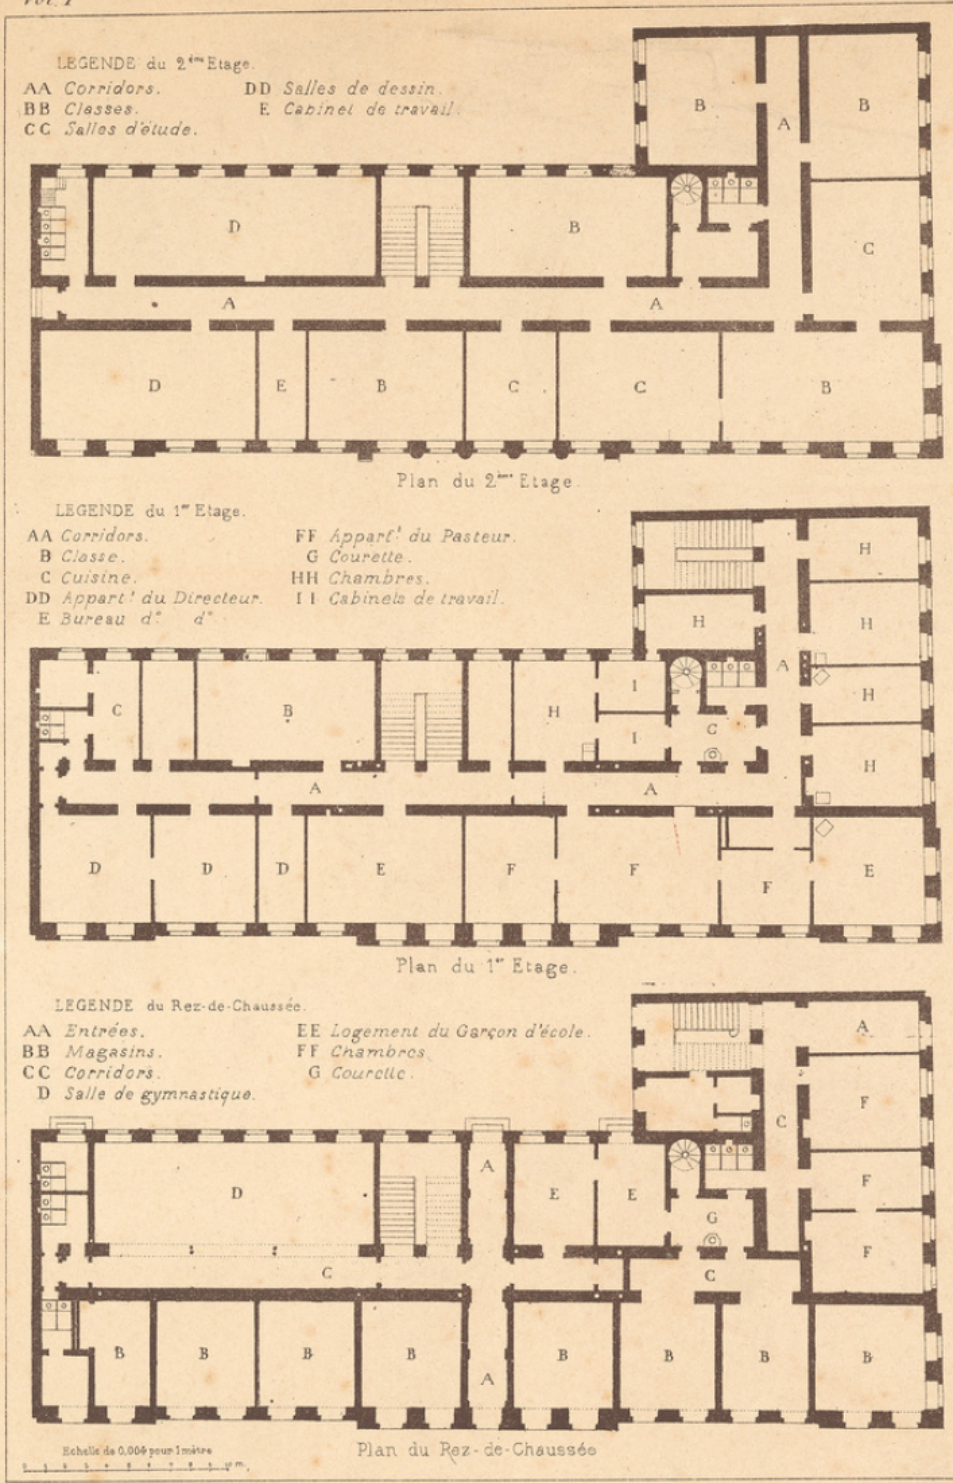 Vol. I
LEGENDE du 2ème Etage.
AA Corridors.
BB Classes.
CC Salles d'étude.
DD Salles de dessin.
E Cabinet de travail.
B A B
D B C
A A
D E B C C B
Plan du 2ème Etage.
LEGENDE du 1er Etage.
AA Corridors.
B Classe.
C Cuisine.
DD Appart.t du Directeur.
E Bureau do do
FF Appart.t du Pasteur.
G Courette.
HH Chambres.
II Cabinets de travail.
H
H H
A
C B H I H
I G
H
A A
D D D E F F F E
Plan du 1er Etage.
LEGENDE du Rez-de-Chaussée.
AA Entrées.
BB Magasins.
CC Corridors.
D Salle de gymnastique.
EE Logement du Garçon d'école.
FF Chambres
G Courette.
A
C F
A
D E E F
G
F
C C
B B B B B B B B
A
Echelle de 0,004 pour 1 mètre
Plan du Rez-de-Chaussée